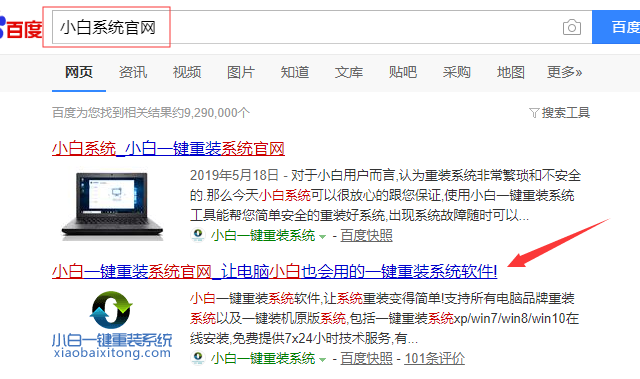 百度
小白系统官网
百度
网页 资讯 视频 图片 知道 文库 贴吧 采购 地图 更多»
百度为您找到相关结果约9,290,000个
搜索工具
小白系统_小白一键重装系统官网
2019年5月18日 - 对于小白用户而言,认为重装系统非常繁琐和不安全
的.那么今天小白系统可以很放心的跟您保证,使用小白一键重装系统
工具能帮您简单安全的重装好系统,出现系统故障随时可以...
小白一键重装系统 - 百度快照
小白一键重装系统官网_让电脑小白也会用的一键重装系统软件!
小白一键重装系统软件,让系统重装变得简单!支持所有电脑品牌重装
系统以及一键装机原版系统,包括一键重装系统xp/win7/win8/win10在
线安装,免费提供7x24小时技术服务,有...
小白一键重装系统
xiaobaixitong.com
小白一键重装系统 - 百度快照 - 101条评价